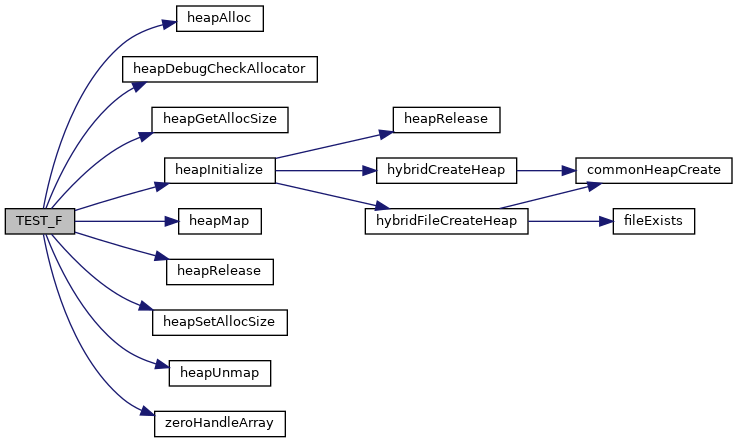 TEST_F
heapAlloc
heapDebugCheckAllocator
heapGetAllocSize
heapInitialize
heapMap
heapRelease
heapSetAllocSize
heapUnmap
zeroHandleArray
heapRelease
hybridCreateHeap
hybridFileCreateHeap
commonHeapCreate
fileExists